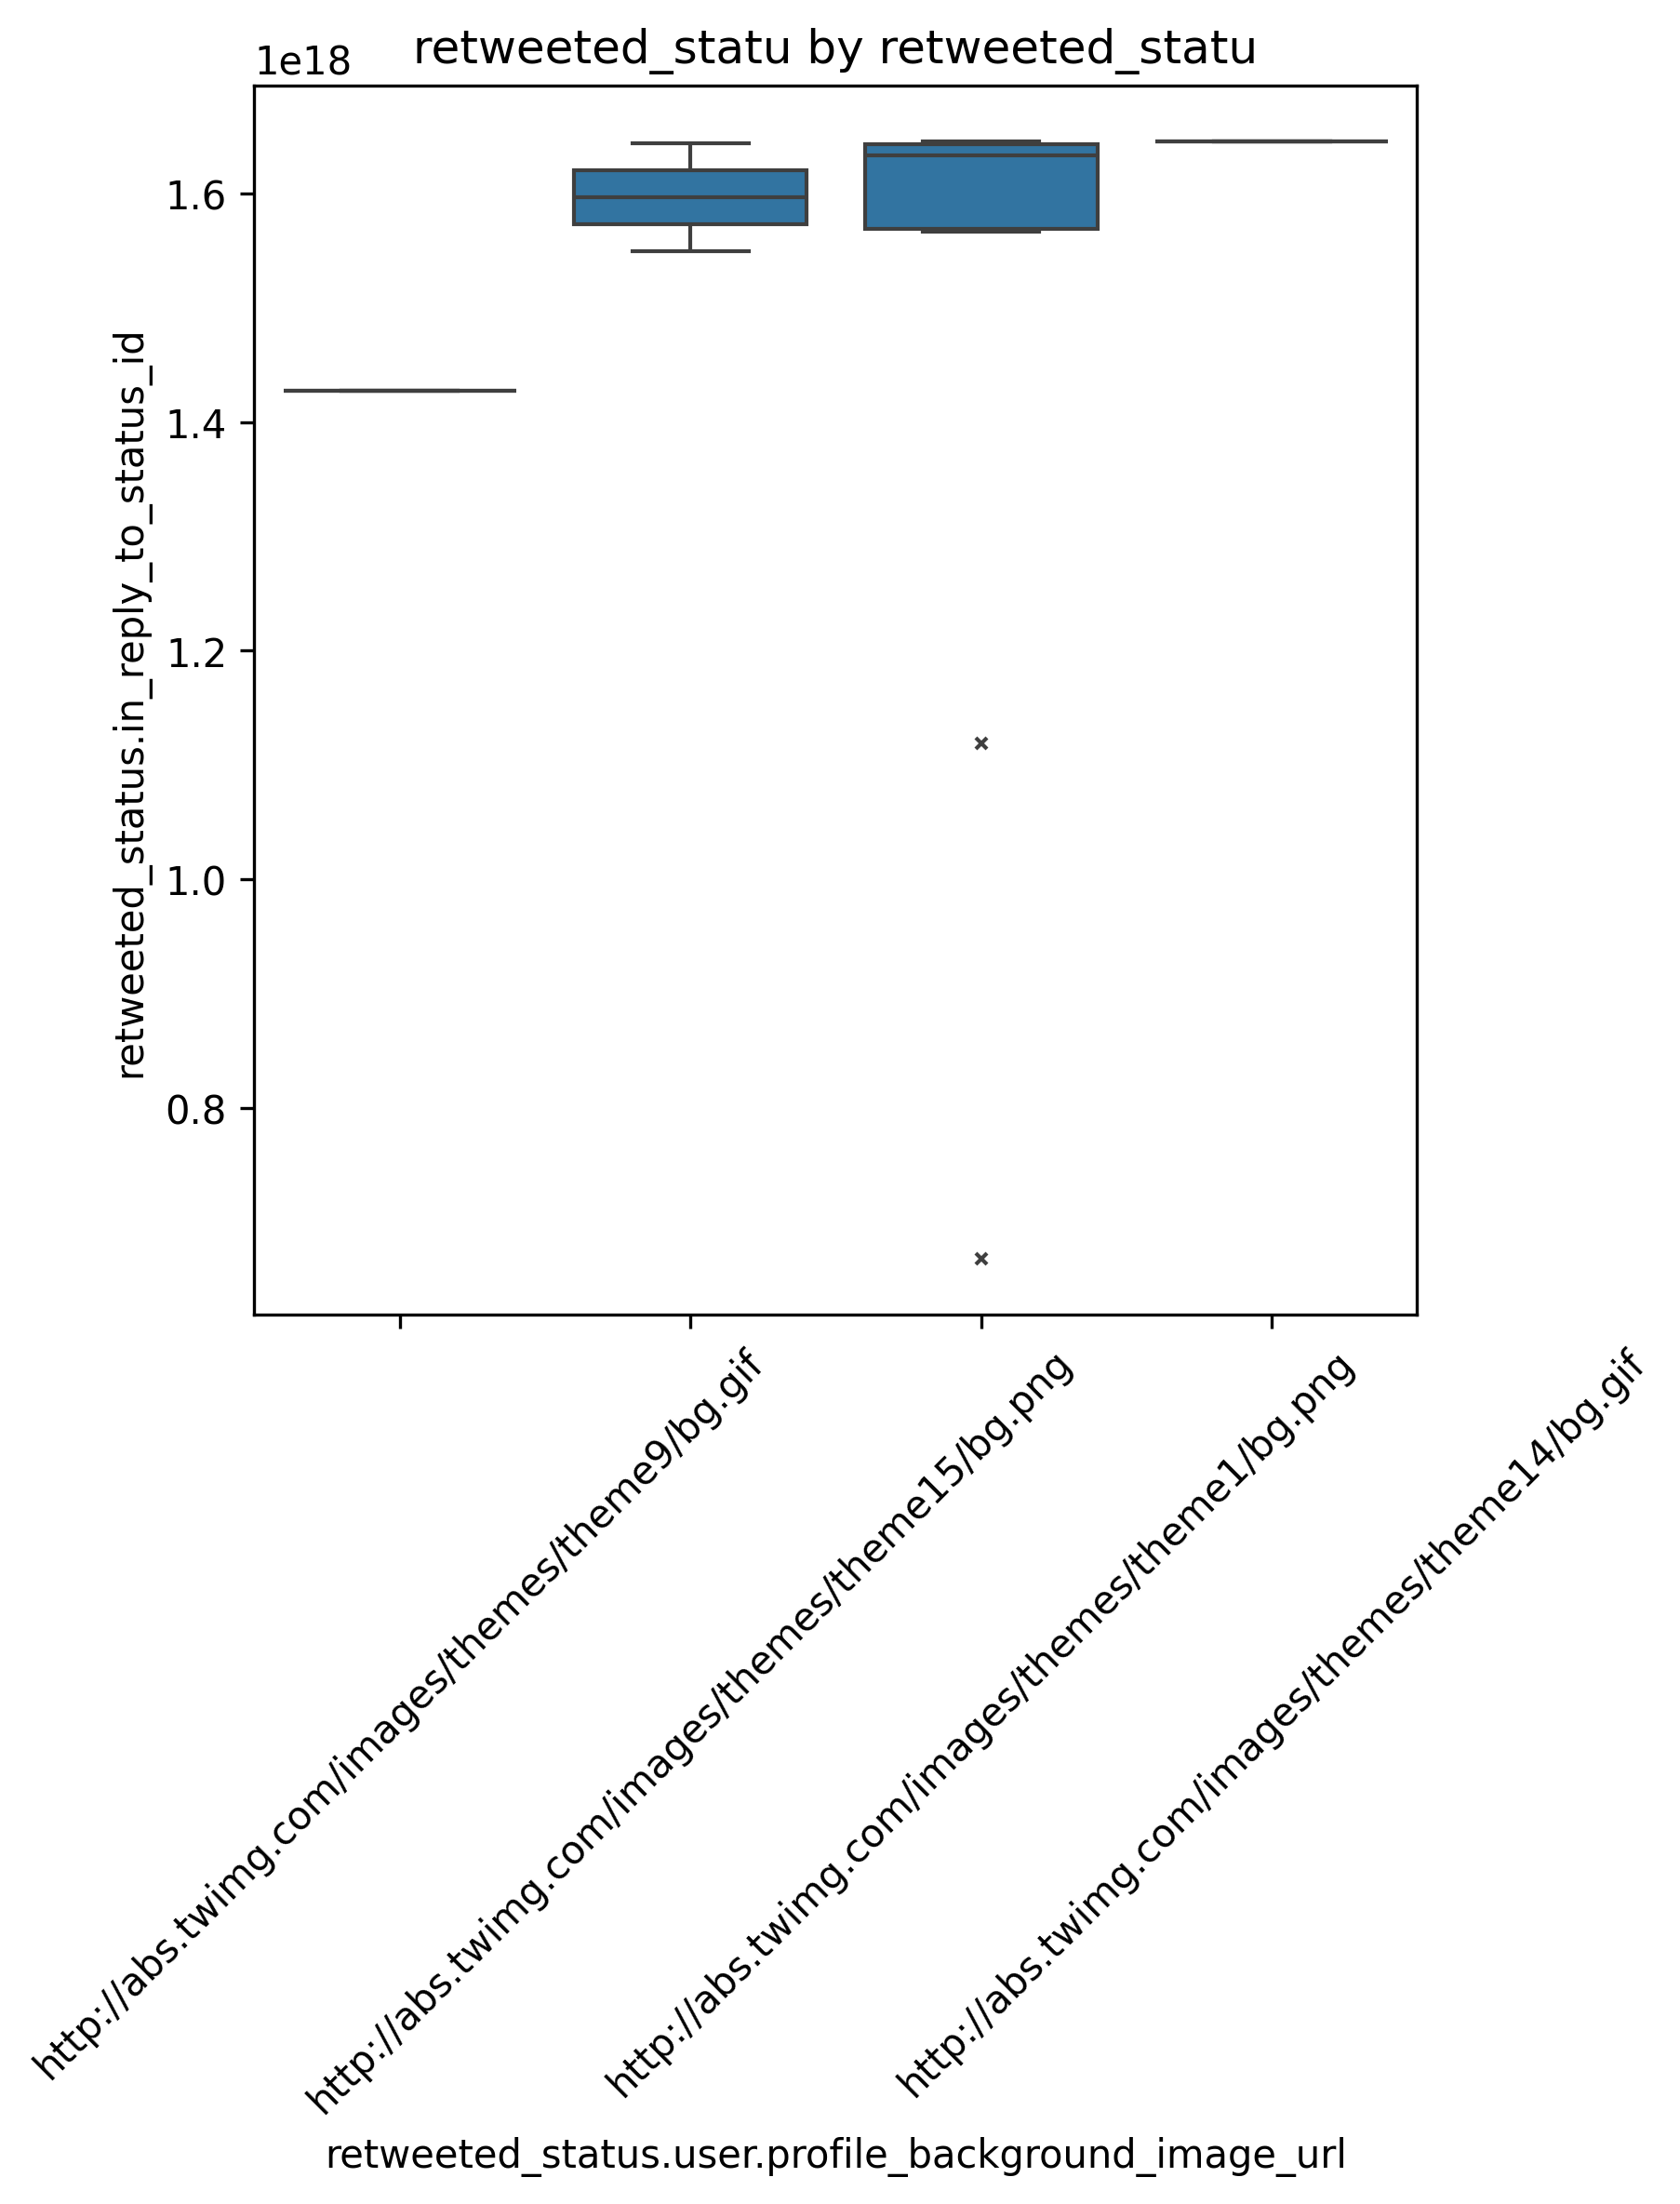 retweeted_statu by retweeted_statu
1e18
1.6
1.4
1.2
1.0
0.8
retweeted_status.in_reply_to_status_id
http://abs.twimg.com/images/themes/theme9/bg.gif
http://abs.twimg.com/images/themes/theme15/bg.png
http://abs.twimg.com/images/themes/theme1/bg.png
http://abs.twimg.com/images/themes/theme14/bg.gif
retweeted_status.user.profile_background_image_url